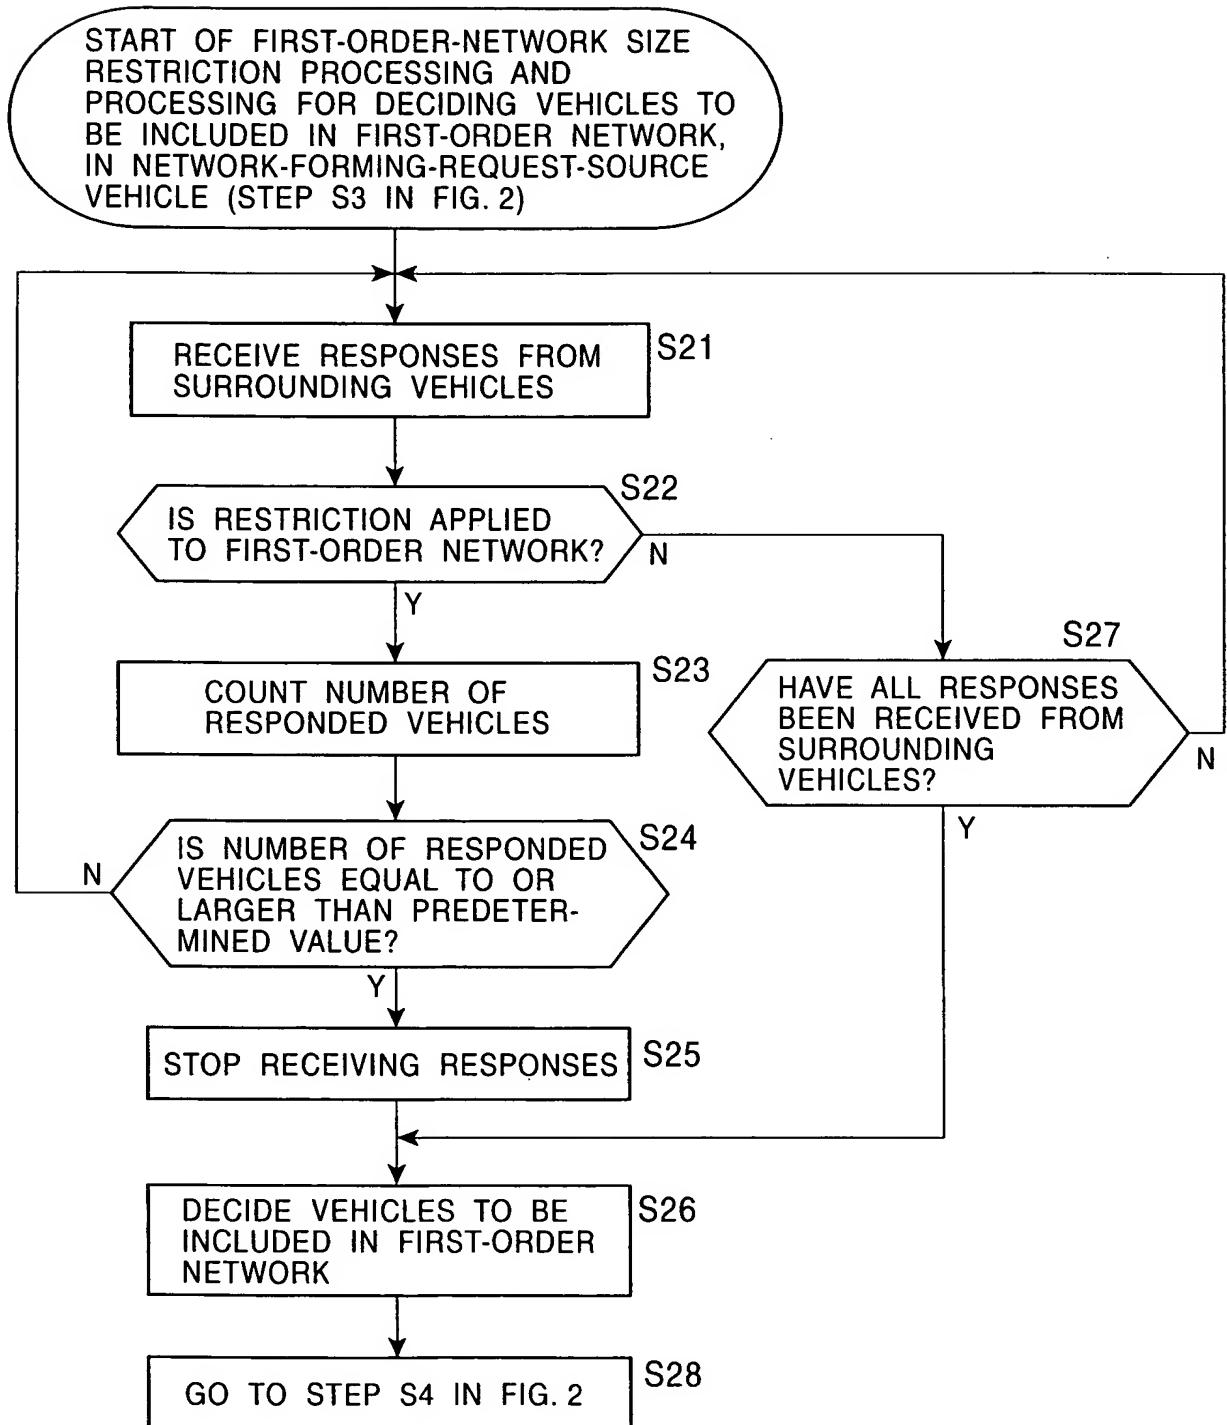 START OF FIRST-ORDER-NETWORK SIZE
RESTRICTION PROCESSING AND
PROCESSING FOR DECIDING VEHICLES TO
BE INCLUDED IN FIRST-ORDER NETWORK,
IN NETWORK-FORMING-REQUEST-SOURCE
VEHICLE (STEP S3 IN FIG. 2)
S21
RECEIVE RESPONSES FROM
SURROUNDING VEHICLES
S22
IS RESTRICTION APPLIED
TO FIRST-ORDER NETWORK?
N
Y
S23
COUNT NUMBER OF
RESPONDED VEHICLES
S27
HAVE ALL RESPONSES
BEEN RECEIVED FROM
SURROUNDING
VEHICLES?
N
Y
S24
IS NUMBER OF RESPONDED
VEHICLES EQUAL TO OR
LARGER THAN PREDETER-
MINED VALUE?
N
Y
S25
STOP RECEIVING RESPONSES
S26
DECIDE VEHICLES TO BE
INCLUDED IN FIRST-ORDER
NETWORK
S28
GO TO STEP S4 IN FIG. 2